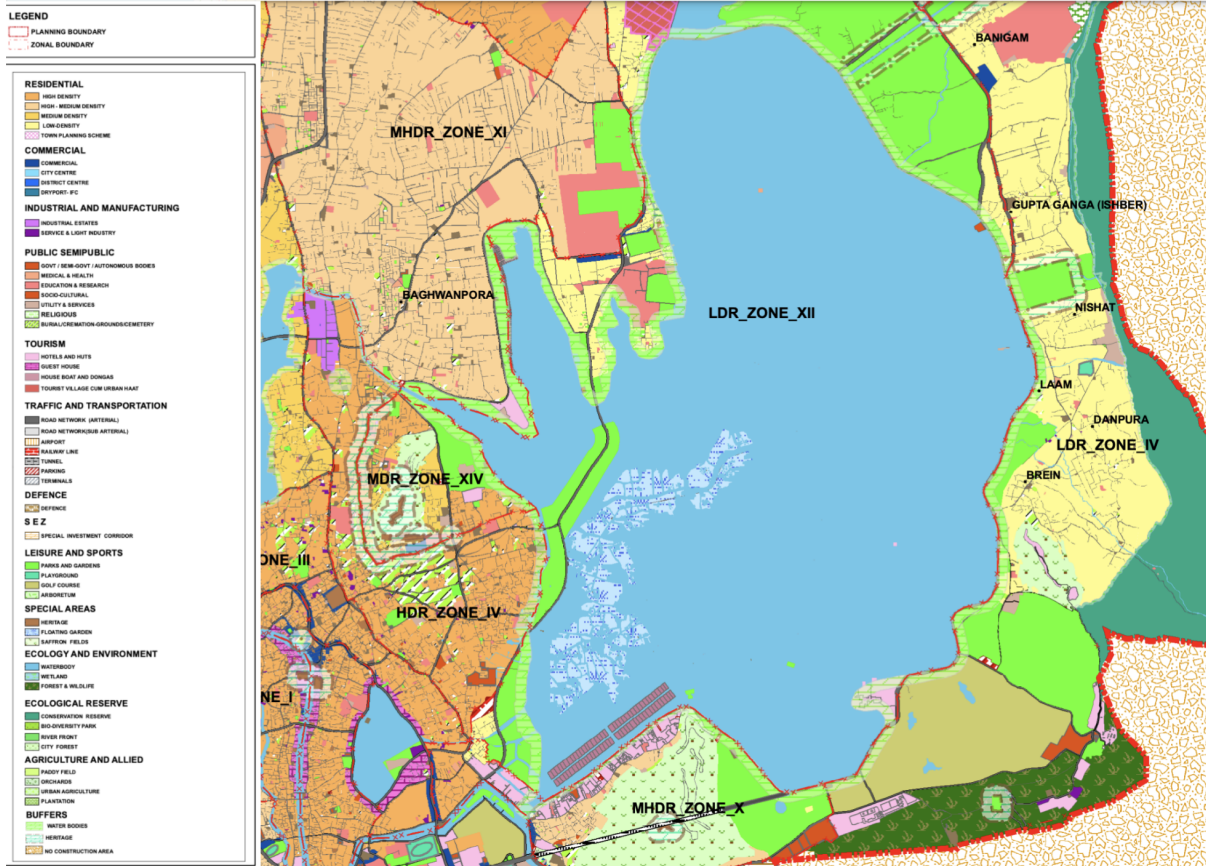 LEGEND
PLANNING BOUNDARY
ZONAL BOUNDARY
RESIDENTIAL
HIGH DENSITY
HIGH - MEDIUM DENSITY
MEDIUM DENSITY
LOW-DENSITY
TOWN PLANNING SCHEME
COMMERCIAL
COMMERCIAL
CITY CENTRE
DISTRICT CENTRE
DRYPORT- IFC
INDUSTRIAL AND MANUFACTURING
INDUSTRIAL ESTATES
SERVICE & LIGHT INDUSTRY
PUBLIC SEMIPUBLIC
GOVT / SEMI-GOVT / AUTONOMOUS BODIES
MEDICAL & HEALTH
EDUCATION & RESEARCH
SOCIO-CULTURAL
UTILITY & SERVICES
RELIGIOUS
BURIAL/CREMATION-GROUNDS/CEMETERY
TOURISM
HOTELS AND HUTS
GUEST HOUSE
HOUSE BOAT AND DONGAS
TOURIST VILLAGE CUM URBAN HAAT
TRAFFIC AND TRANSPORTATION
ROAD NETWORK (ARTERIAL)
ROAD NETWORK(SUB ARTERIAL)
AIRPORT
RAILWAY LINE
TUNNEL
PARKING
TERMINALS
DEFENCE
DEFENCE
S E Z
SPECIAL INVESTMENT CORRIDOR
LEISURE AND SPORTS
PARKS AND GARDENS
PLAYGROUND
GOLF COURSE
ARBORETUM
SPECIAL AREAS
HERITAGE
FLOATING GARDEN
SAFFRON FIELDS
ECOLOGY AND ENVIRONMENT
WATERBODY
WETLAND
FOREST & WILDLIFE
ECOLOGICAL RESERVE
CONSERVATION RESERVE
BIO-DIVERSITY PARK
RIVER FRONT
CITY FOREST
AGRICULTURE AND ALLIED
PADDY FIELD
ORCHARDS
URBAN AGRICULTURE
PLANTATION
BUFFERS
WATER BODIES
HERITAGE
NO CONSTRUCTION AREA
BANIGAM
MHDR_ZONE_XI
GUPTA GANGA (ISHBER)
BAGHWANPORA
LDR_ZONE_XII
NISHAT
LAAM
DANPURA
LDR_ZONE_IV
BREIN
MDR_ZONE_XIV
ONE_III
HDR_ZONE_IV
NE_I
MHDR_ZONE_X